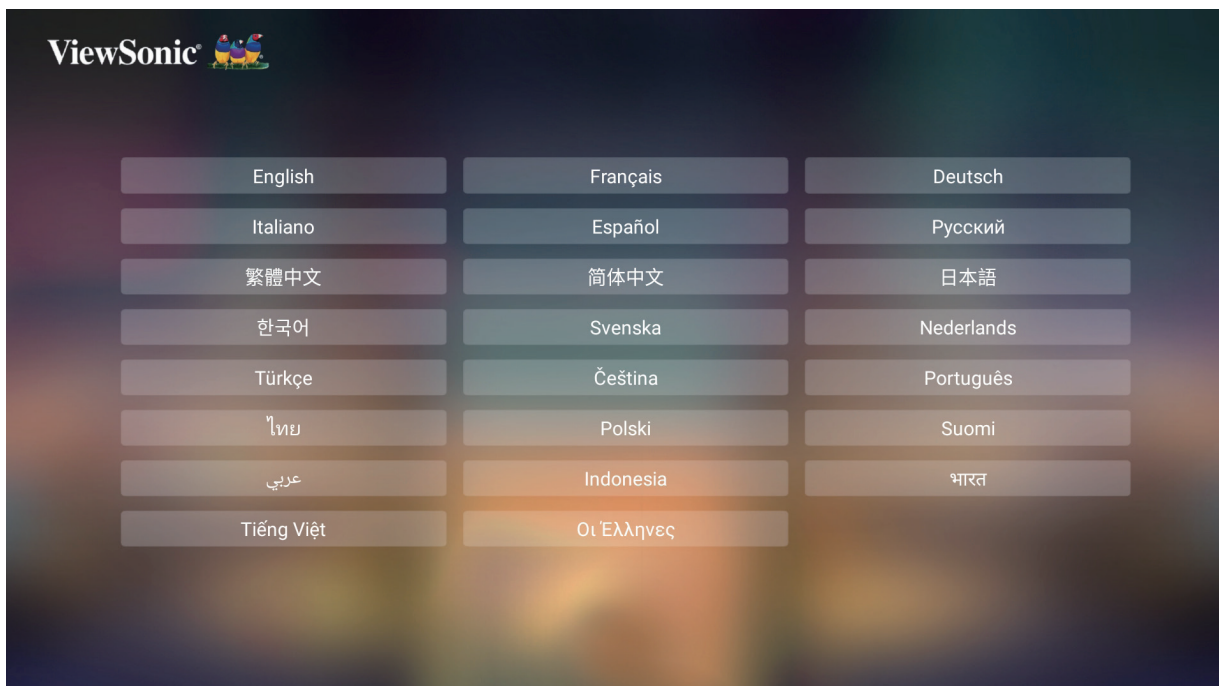 ViewSonic®
English Français Deutsch
Italiano Español Русский
繁體中文 简体中文 日本語
한국어 Svenska Nederlands
Türkçe Čeština Português
ไทย Polski Suomi
عربي Indonesia भारत
Tiếng Việt Οι Έλληνες